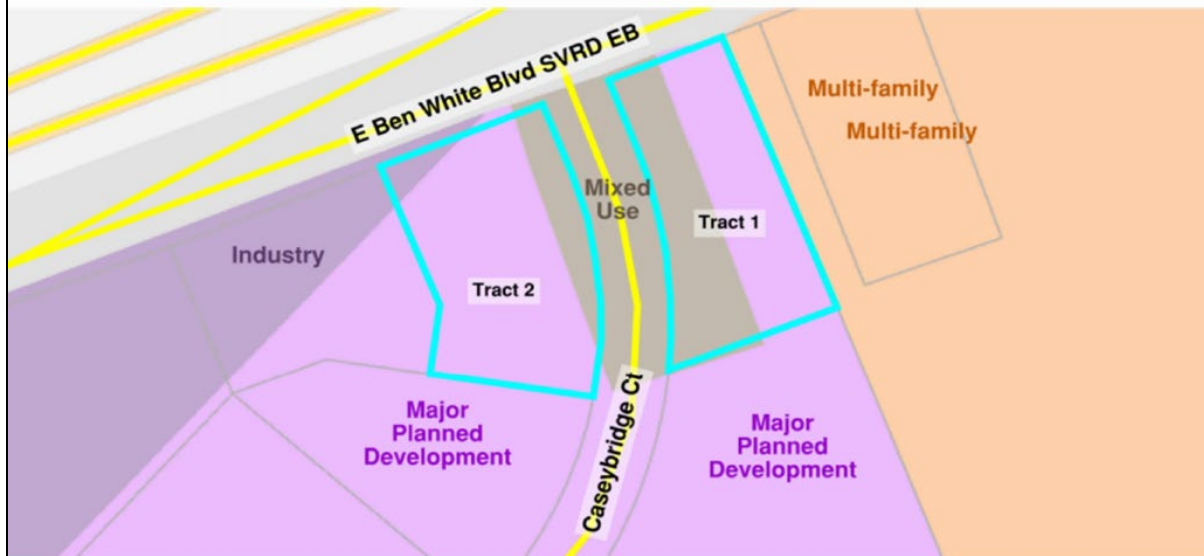 E Ben White Blvd SVRD EB
Multi-family
Multi-family
Mixed
Use
Tract 1
Industry
Tract 2
Major
Planned
Development
Major
Planned
Development
Caseybridge Ct